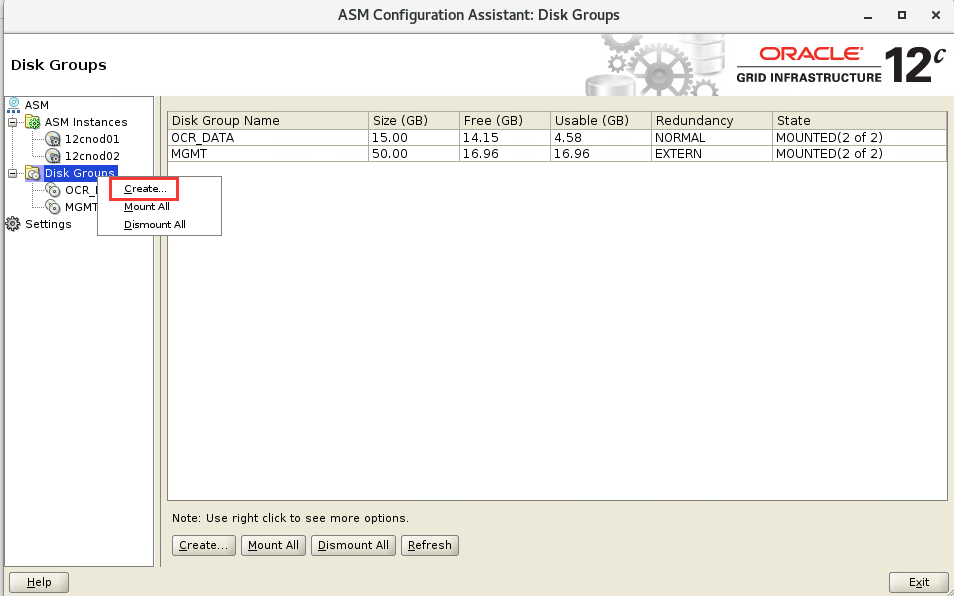 ASM Configuration Assistant: Disk Groups
Disk Groups
ORACLE
GRID INFRASTRUCTURE
12c
ASM
ASM Instances
12cnod01
12cnod02
Disk Groups
OCR_
MGMT
Settings
Create...
Mount All
Dismount All
Disk Group Name Size (GB) Free (GB) Usable (GB) Redundancy State
OCR_DATA 15.00 14.15 4.58 NORMAL MOUNTED(2 of 2)
MGMT 50.00 16.96 16.96 EXTERN MOUNTED(2 of 2)
Note: Use right click to see more options.
Create... Mount All Dismount All Refresh
Help Exit